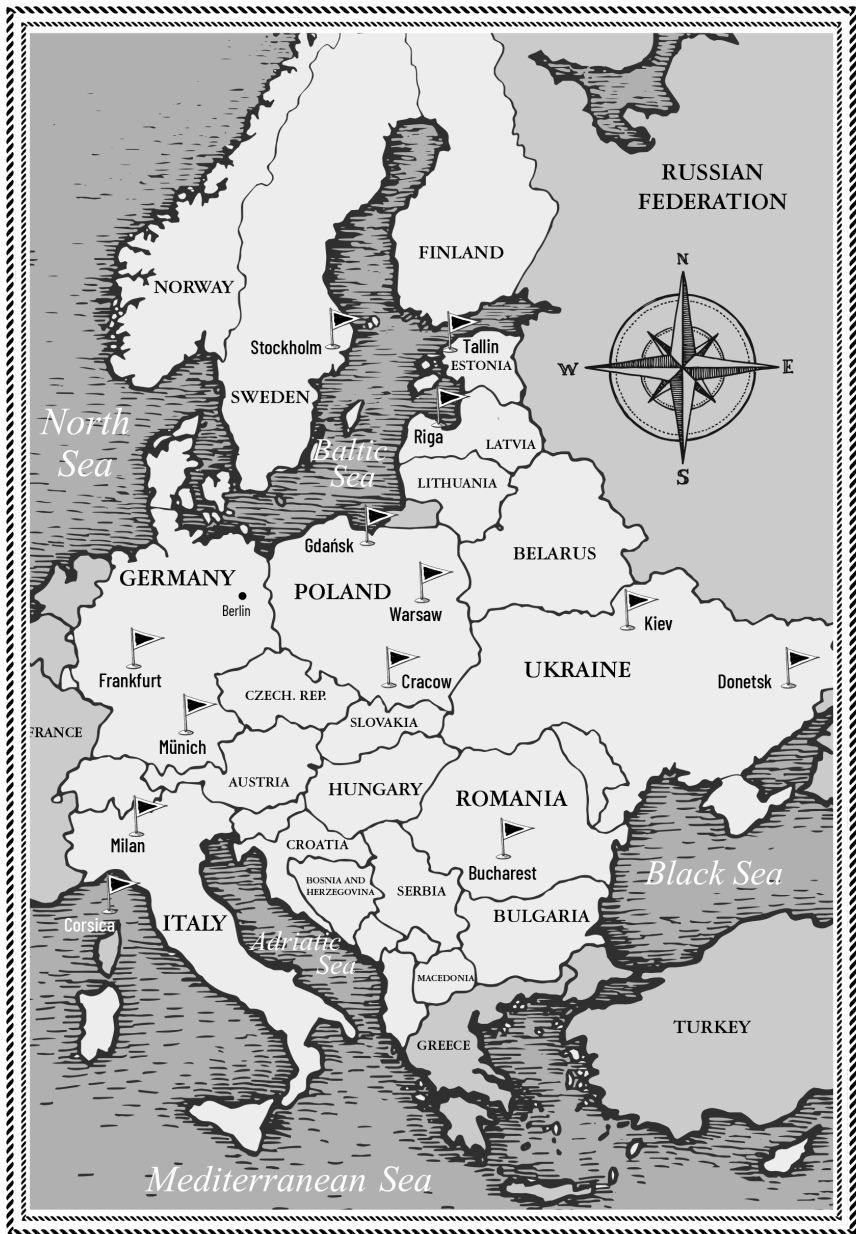 RUSSIAN
FEDERATION
FINLAND
N
NORWAY
Stockholm
Tallin
ESTONIA
W
E
SWEDEN
North
Sea
Riga
LATVIA
Baltic
Sea
LITHUANIA
S
Gdańsk
BELARUS
GERMANY
POLAND
Berlin
Warsaw
Kiev
Frankfurt
Cracow
UKRAINE
Donetsk
CZECH. REP.
SLOVAKIA
FRANCE
Münich
AUSTRIA
HUNGARY
ROMANIA
Milan
CROATIA
Bucharest
Black Sea
BOSNIA AND
HERZEGOVINA
SERBIA
BULGARIA
Corsica
ITALY
Adriatic
Sea
MACEDONIA
TURKEY
GREECE
Mediterranean Sea